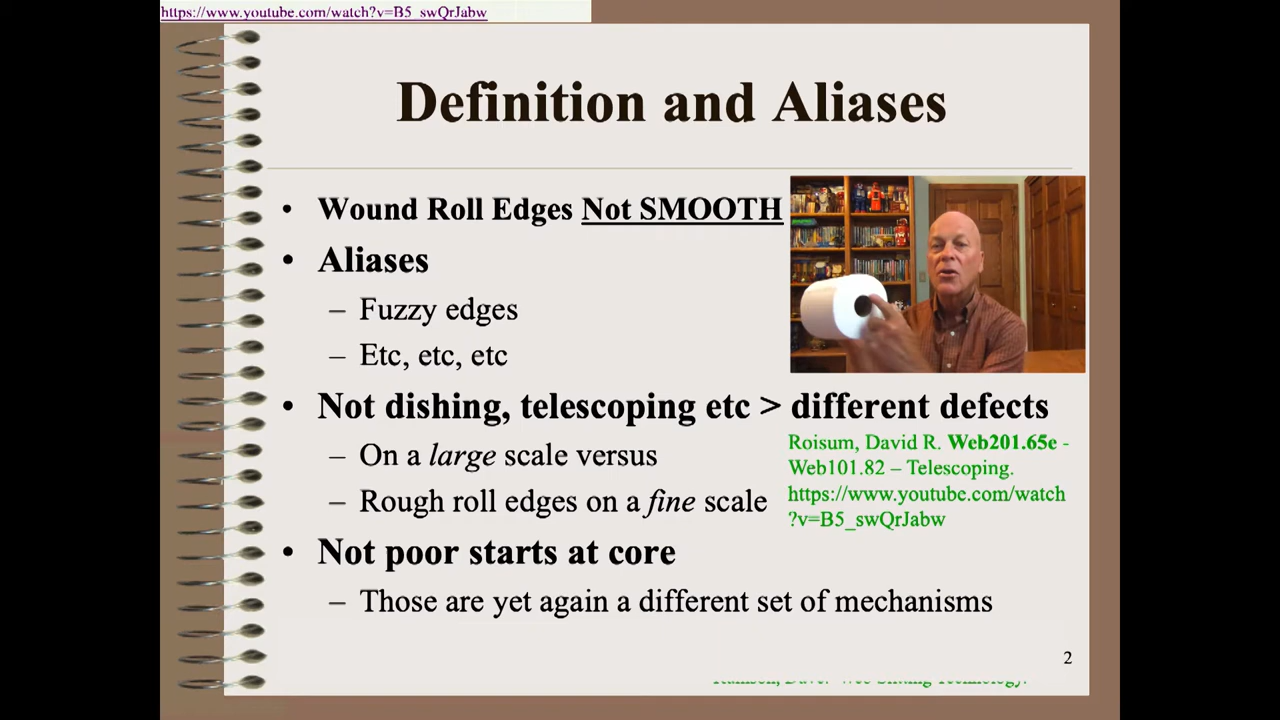 https://www.youtube.com/watch?v=B5_swQrJabw
Definition and Aliases
• Wound Roll Edges Not SMOOTH
• Aliases
– Fuzzy edges
– Etc, etc, etc
• Not dishing, telescoping etc > different defects
– On a large scale versus
– Rough roll edges on a fine scale
Roisum, David R. Web201.65e -
Web101.82 – Telescoping.
https://www.youtube.com/watch
?v=B5_swQrJabw
• Not poor starts at core
– Those are yet again a different set of mechanisms
2